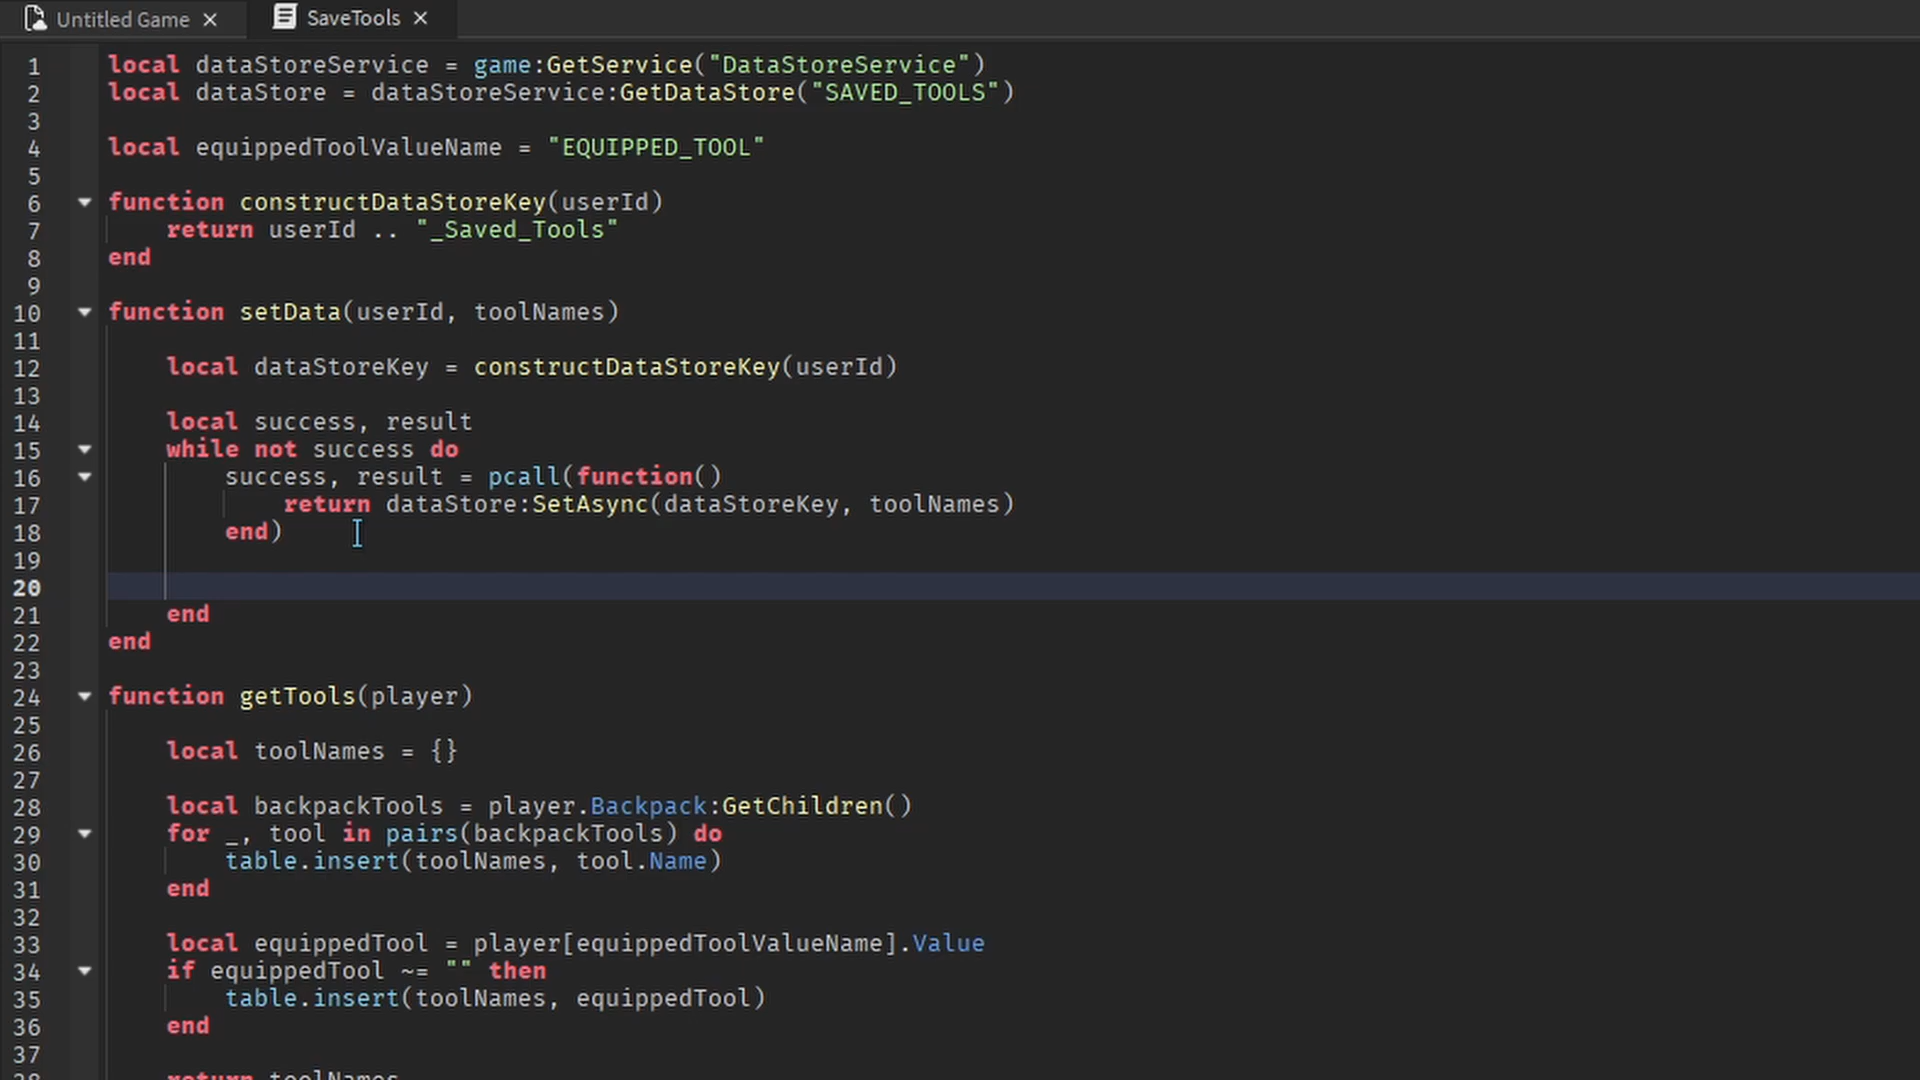 Untitled Game × SaveTools ×
1 local dataStoreService = game:GetService("DataStoreService")
2 local dataStore = dataStoreService:GetDataStore("SAVED_TOOLS")
3
4 local equippedToolValueName = "EQUIPPED_TOOL"
5
6 function constructDataStoreKey(userId)
7 return userId .. "_Saved_Tools"
8 end
9
10 function setData(userId, toolNames)
11
12 local dataStoreKey = constructDataStoreKey(userId)
13
14 local success, result
15 while not success do
16 success, result = pcall(function()
17 return dataStore:SetAsync(dataStoreKey, toolNames)
18 end)
19
20
21 end
22 end
23
24 function getTools(player)
25
26 local toolNames = {}
27
28 local backpackTools = player.Backpack:GetChildren()
29 for _, tool in pairs(backpackTools) do
30 table.insert(toolNames, tool.Name)
31 end
32
33 local equippedTool = player[equippedToolValueName].Value
34 if equippedTool ~= "" then
35 table.insert(toolNames, equippedTool)
36 end
37
38 return toolNames